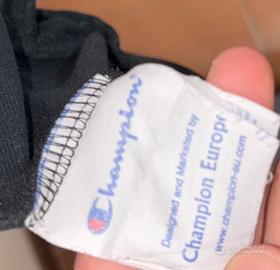 Champion
Designed and Marketed by
Champion Europe
www.champion-eu.com